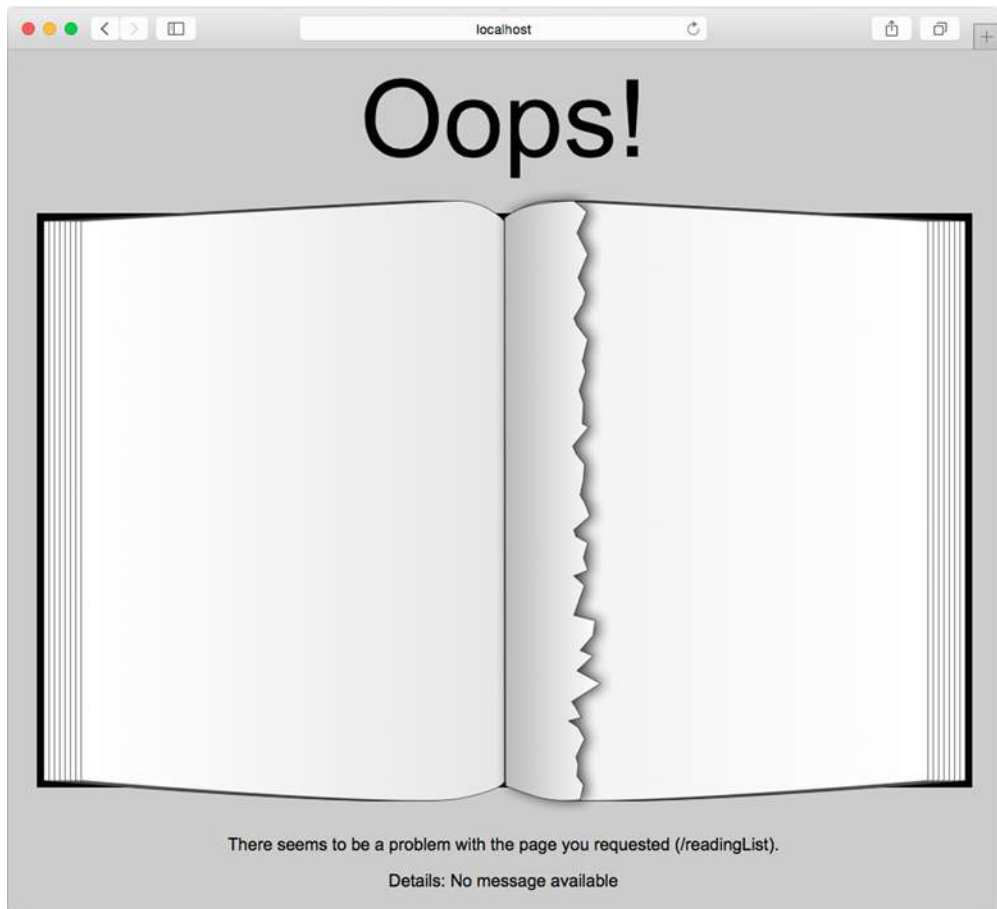 localhost
Oops!
There seems to be a problem with the page you requested (/readingList).
Details: No message available